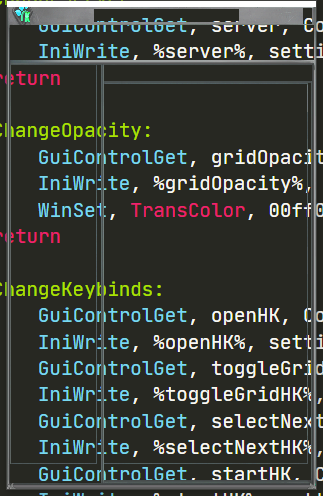 GuiControlGet, server, Co
IniWrite, %server%, setti
return
ChangeOpacity:
GuiControlGet, gridOpacit
IniWrite, %gridOpacity%,
WinSet, TransColor, 00ff0
return
ChangeKeybinds:
GuiControlGet, openHK, Co
IniWrite, %openHK%, setti
GuiControlGet, toggleGrid
IniWrite, %toggleGridHK%,
GuiControlGet, selectNext
IniWrite, %selectNextHK%,
GuiControlGet, startHK, Co